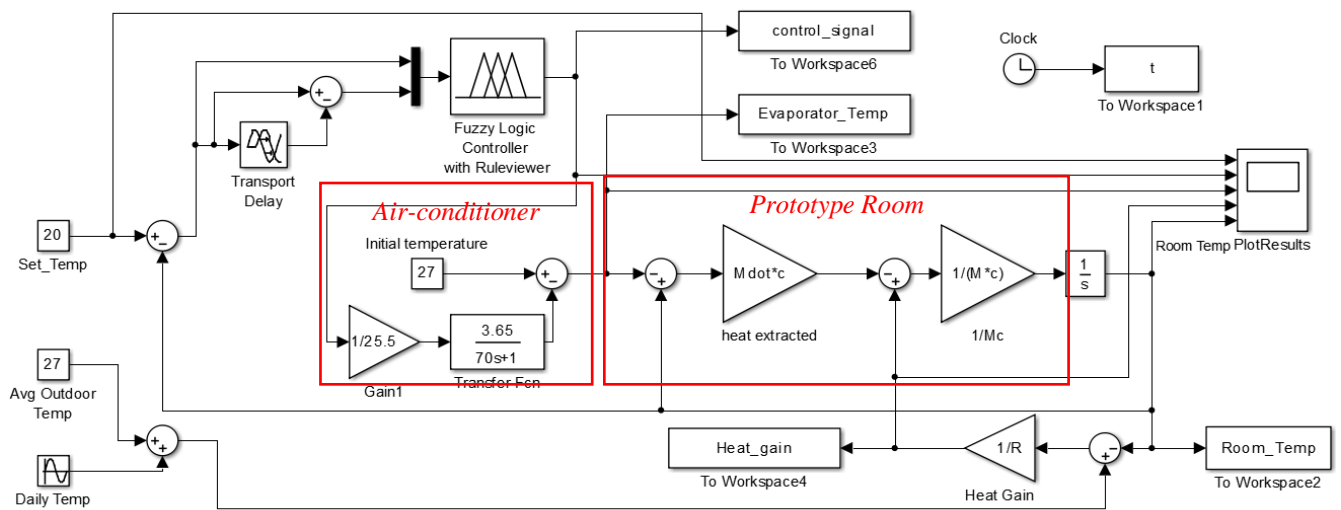 control_signal
To Workspace6
Clock
t
To Workspace1
Evaporator_Temp
To Workspace3
Fuzzy Logic
Controller
with Ruleviewer
Transport
Delay
Air-conditioner
Prototype Room
20
Set_Temp
Initial temperature
27
Mdot*c
heat extracted
1/(M*c)
1/Mc
1
s
Room Temp
PlotResults
1/25.5
Gain1
3.65
70s+1
Transfer Fcn
27
Avg Outdoor
Temp
Daily Temp
Heat_gain
To Workspace4
1/R
Heat Gain
Room_Temp
To Workspace2